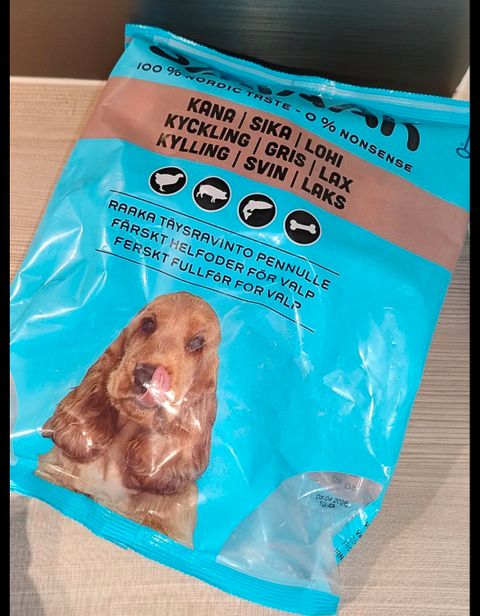 100 % NORDIC TASTE - 0 % NONSENSE
KANA | SIKA | LOHI
KYCKLING | GRIS | LAX
KYLLING | SVIN | LAKS
RAAKA TÄYSRAVINTO PENNULLE
FÄRSKT HELFODER FÖR VALP
FERSKT FULLFÔR FOR VALP